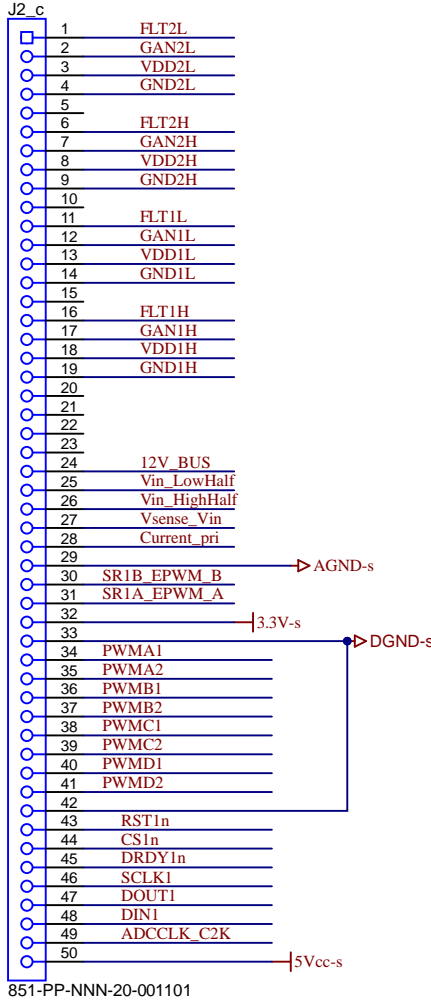 J2_c
1 FLT2L
2 GAN2L
3 VDD2L
4 GND2L
5
6 FLT2H
7 GAN2H
8 VDD2H
9 GND2H
10
11 FLT1L
12 GAN1L
13 VDD1L
14 GND1L
15
16 FLT1H
17 GAN1H
18 VDD1H
19 GND1H
20
21
22
23
24 12V_BUS
25 Vin_LowHalf
26 Vin_HighHalf
27 Vsense_Vin
28 Current_pri
29 AGND-s
30 SR1B_EPWM_B
31 SR1A_EPWM_A
32 3.3V-s
33 DGND-s
34 PWMA1
35 PWMA2
36 PWMB1
37 PWMB2
38 PWMC1
39 PWMC2
40 PWMD1
41 PWMD2
42
43 RST1n
44 CS1n
45 DRDY1n
46 SCLK1
47 DOUT1
48 DIN1
49 ADCCLK_C2K
50 5Vcc-s
851-PP-NNN-20-001101